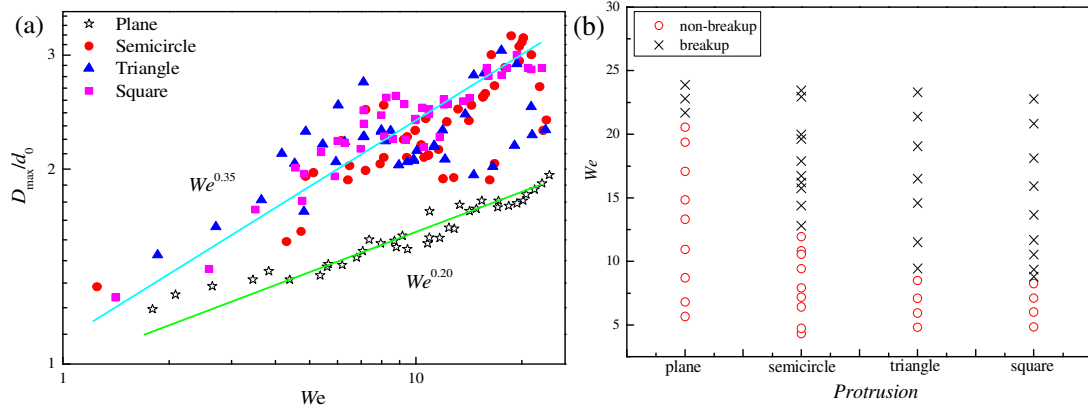 (a)
Plane
Semicircle
Triangle
Square
We^0.35
We^0.20
D_max/d_0
3
2
1
1
10
We
(b)
non-breakup
breakup
We
30
25
20
15
10
5
plane
semicircle
triangle
square
Protrusion